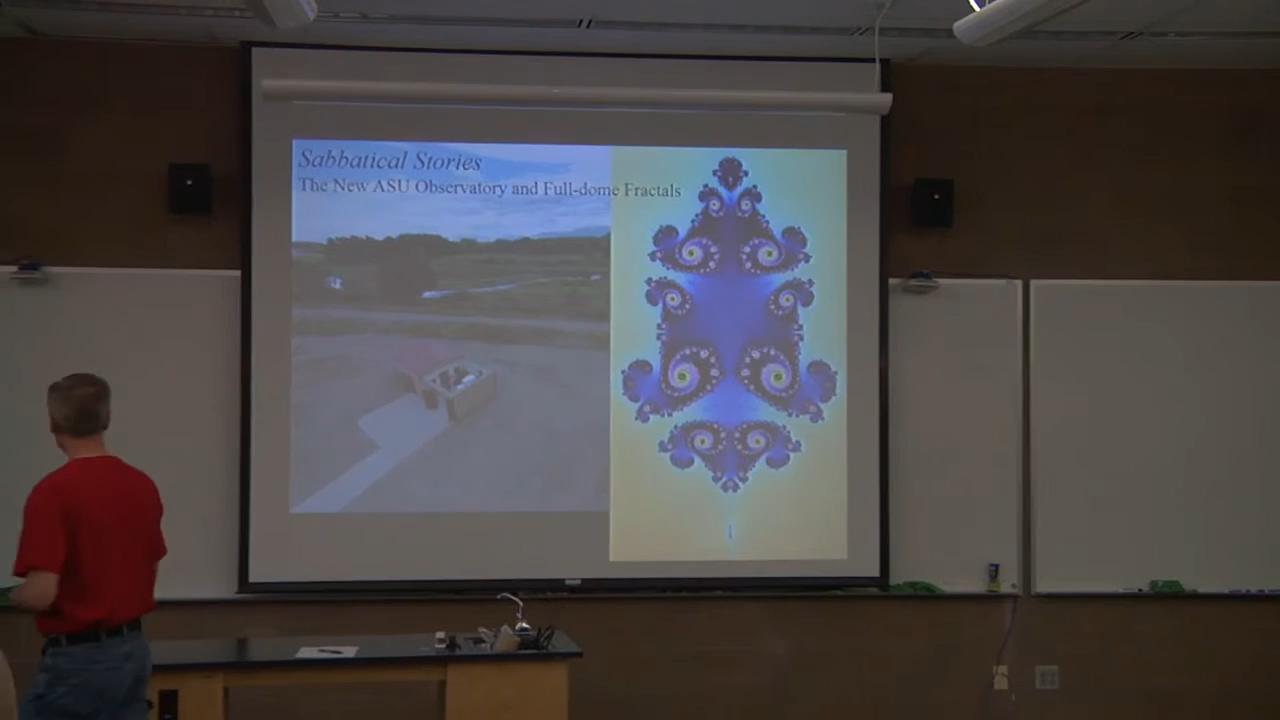 Sabbatical Stories
The New ASU Observatory and Full-dome Fractals